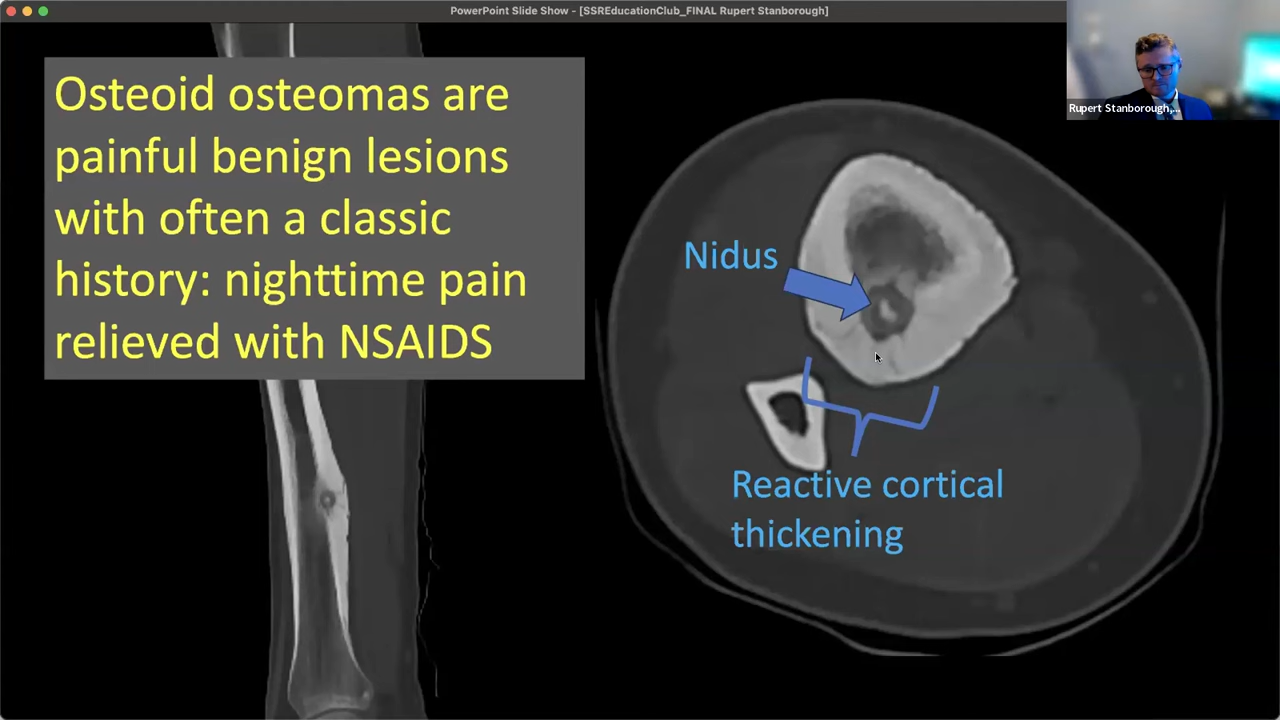 PowerPoint Slide Show - [SSREducationClub_FINAL Rupert Stanborough]
Rupert Stanborough,...
Osteoid osteomas are
painful benign lesions
with often a classic
history: nighttime pain
relieved with NSAIDS
Nidus
Reactive cortical
thickening